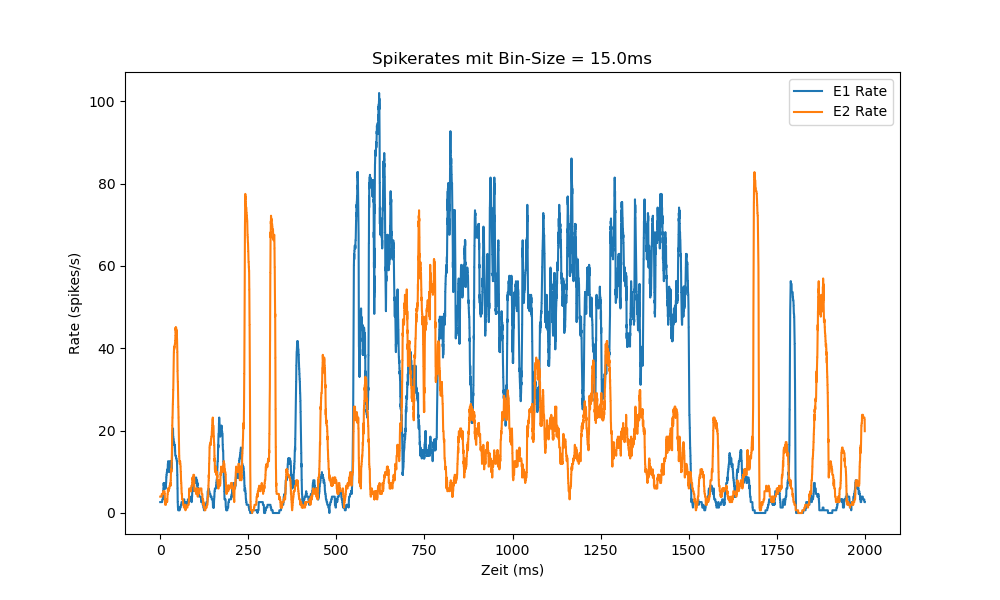 Spikerates mit Bin-Size = 15.0ms
E1 Rate
E2 Rate
100
80
60
40
20
0
Rate (spikes/s)
0 250 500 750 1000 1250 1500 1750 2000
Zeit (ms)